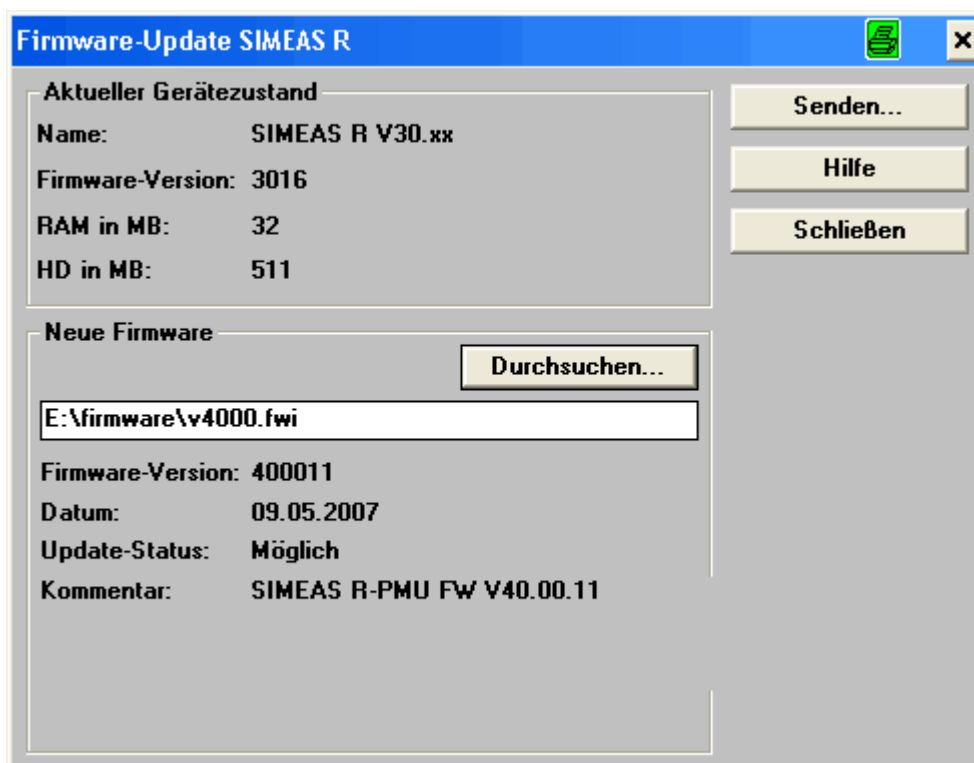 Firmware-Update SIMEAS R
Aktueller Gerätezustand
Name: SIMEAS R V30.xx
Firmware-Version: 3016
RAM in MB: 32
HD in MB: 511
Senden...
Hilfe
Schließen
Neue Firmware
Durchsuchen...
E:\firmware\v4000.fwi
Firmware-Version: 400011
Datum: 09.05.2007
Update-Status: Möglich
Kommentar: SIMEAS R-PMU FW V40.00.11